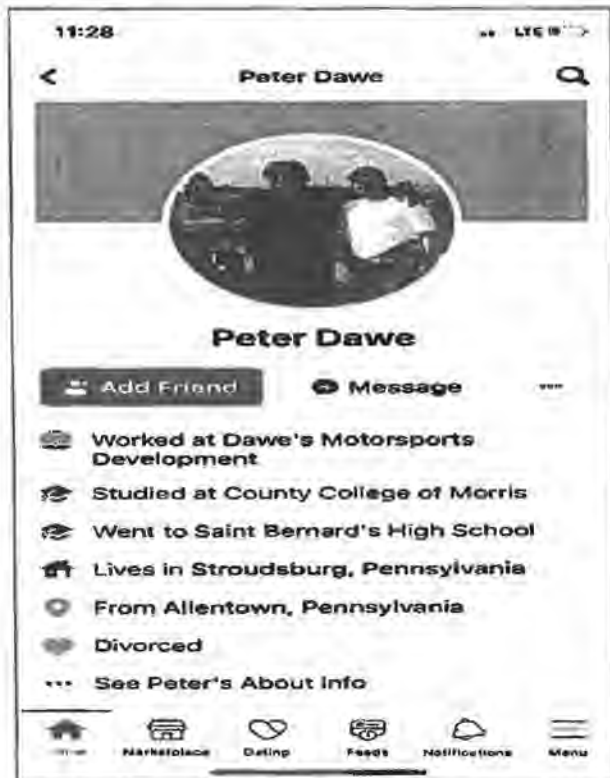 11:28
LTE
Peter Dawe
Peter Dawe
Add Friend
Message
Worked at Dawe's Motorsports
Development
Studied at County College of Morris
Went to Saint Bernard's High School
Lives in Stroudsburg, Pennsylvania
From Allentown, Pennsylvania
Divorced
See Peter's About Info
Marketplace
Dating
Feeds
Notifications
Menu